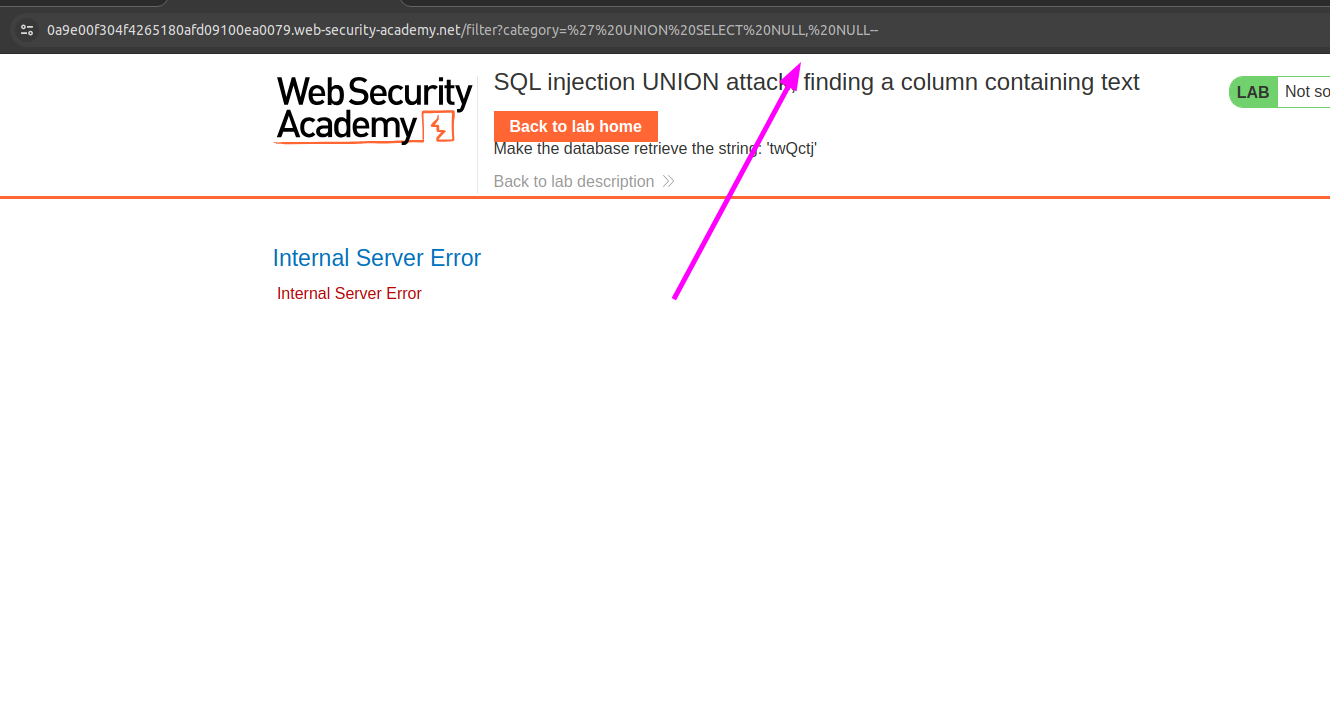 0a9e00f304f4265180afd09100ea0079.web-security-academy.net/filter?category=%27%20UNION%20SELECT%20NULL,%20NULL--
Web Security
Academy
SQL injection UNION attack, finding a column containing text
Back to lab home
Make the database retrieve the string: 'twQctj'
Back to lab description
LAB
Not so
Internal Server Error
Internal Server Error